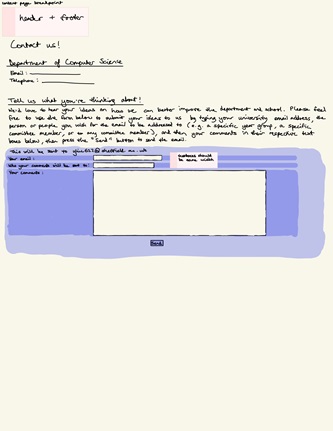 content page breakpoint
header + footer
Contact us!
Department of Computer Science
Email:
Telephone:
Tell us what you're thinking about!
We'd love to hear your ideas on how we can better improve the department and school. Please feel
free to use the form below to submit your ideas to us by typing your university email address, the
person or people you wish for the email to be addressed to (e.g. a specific year group, a specific
committee member, or to any committee member), and then your comments in their respective text
boxes below, then press the "Send" button to send the email.
This will be sent to @sheffield.ac.uk
Your email:
Who your comments will be sent to:
textboxes should
be same width
Your comments:
Send